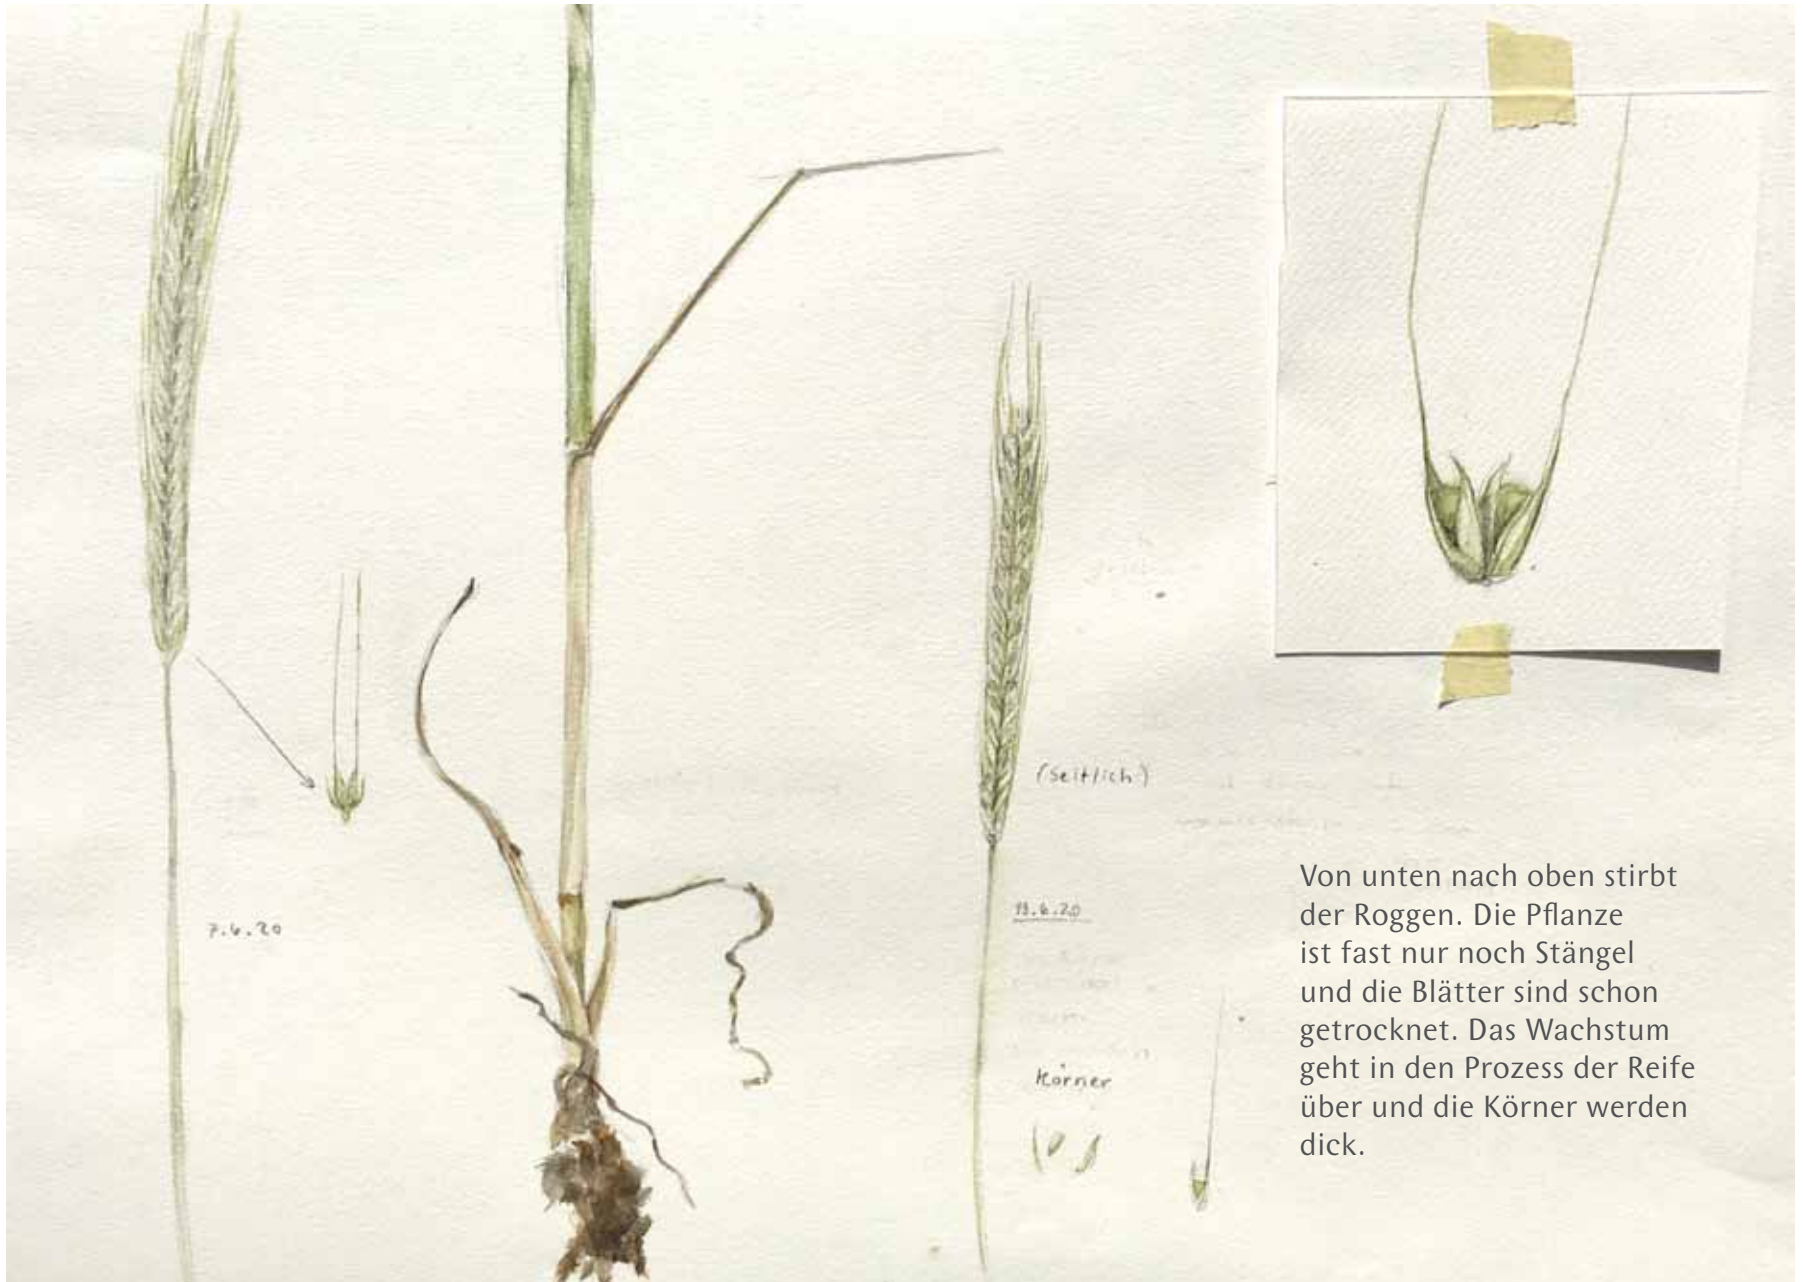 (seitlich)
7.6.20
13.6.20
Körner
Von unten nach oben stirbt
der Roggen. Die Pflanze
ist fast nur noch Stängel
und die Blätter sind schon
getrocknet. Das Wachstum
geht in den Prozess der Reife
über und die Körner werden
dick.